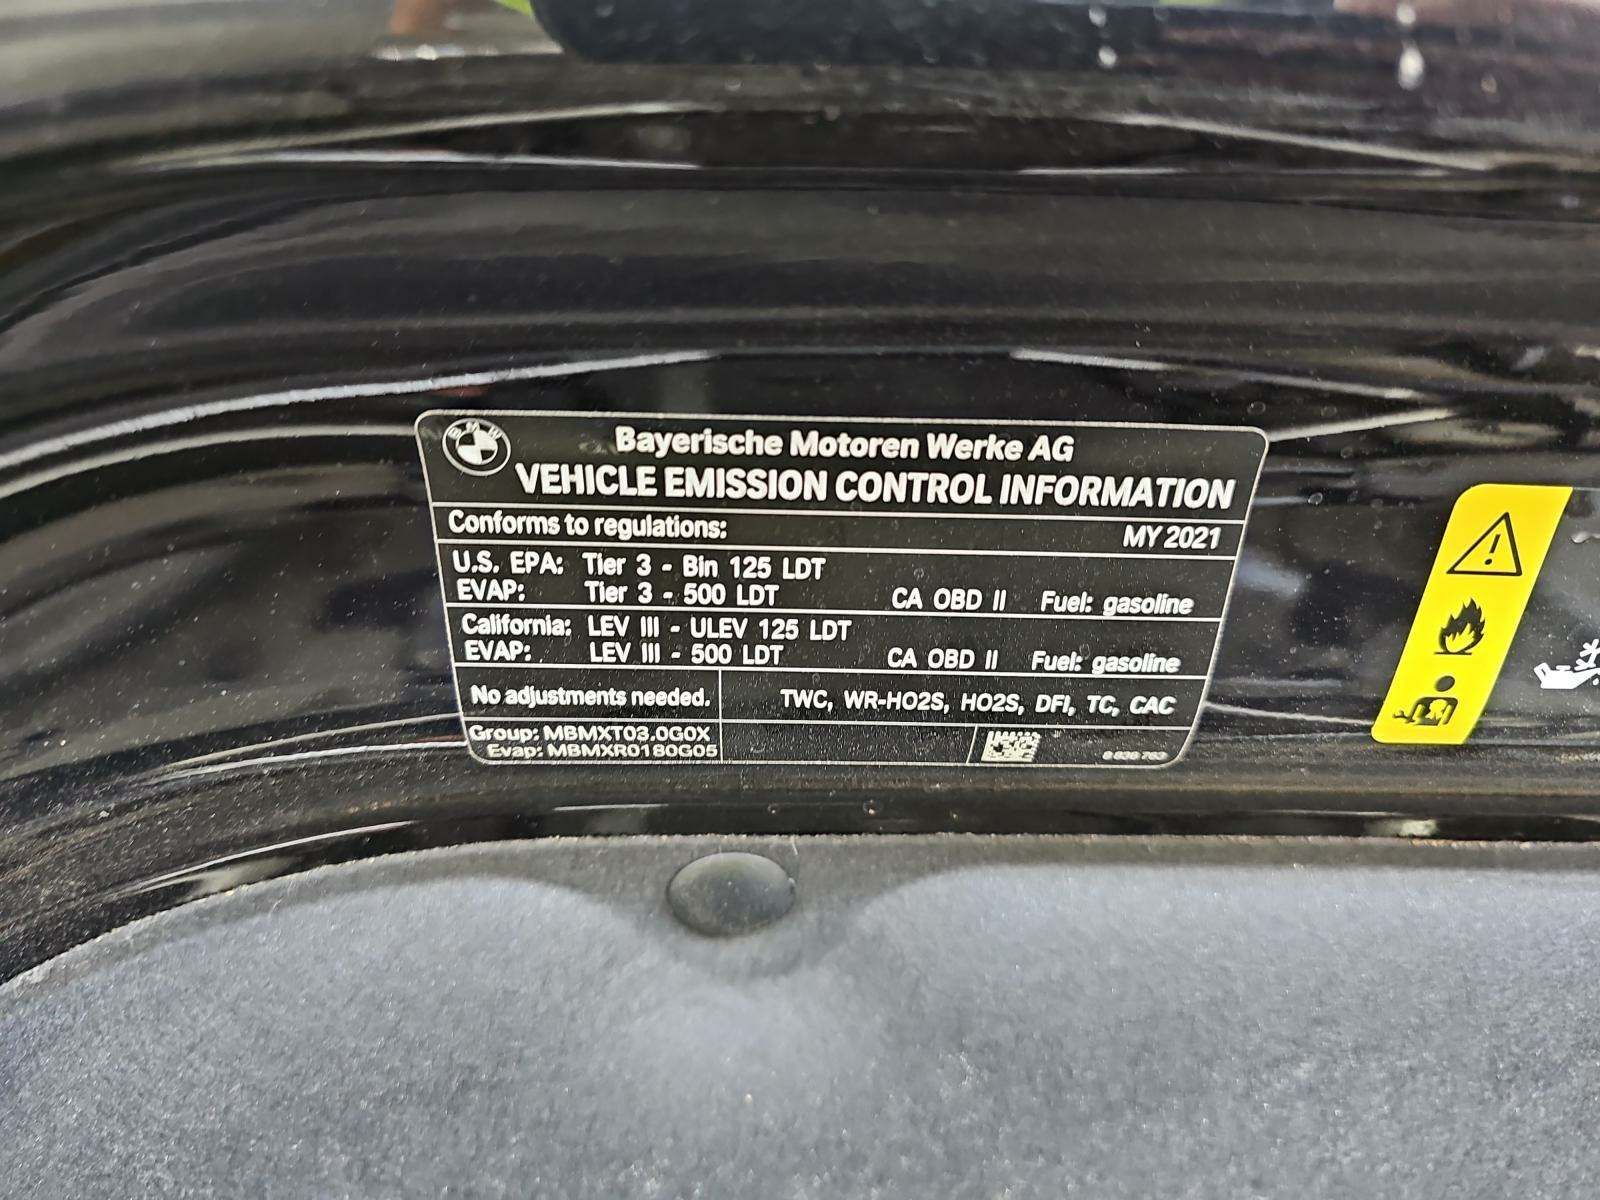 BMW
Bayerische Motoren Werke AG
VEHICLE EMISSION CONTROL INFORMATION
Conforms to regulations: MY 2021
U.S. EPA: Tier 3 - Bin 125 LDT
EVAP: Tier 3 - 500 LDT CA OBD II Fuel: gasoline
California: LEV III - ULEV 125 LDT
EVAP: LEV III - 500 LDT CA OBD II Fuel: gasoline
No adjustments needed. TWC, WR-HO2S, HO2S, DFI, TC, CAC
Group: MBMXT03.0G0X
Evap: MBMXR0180G05